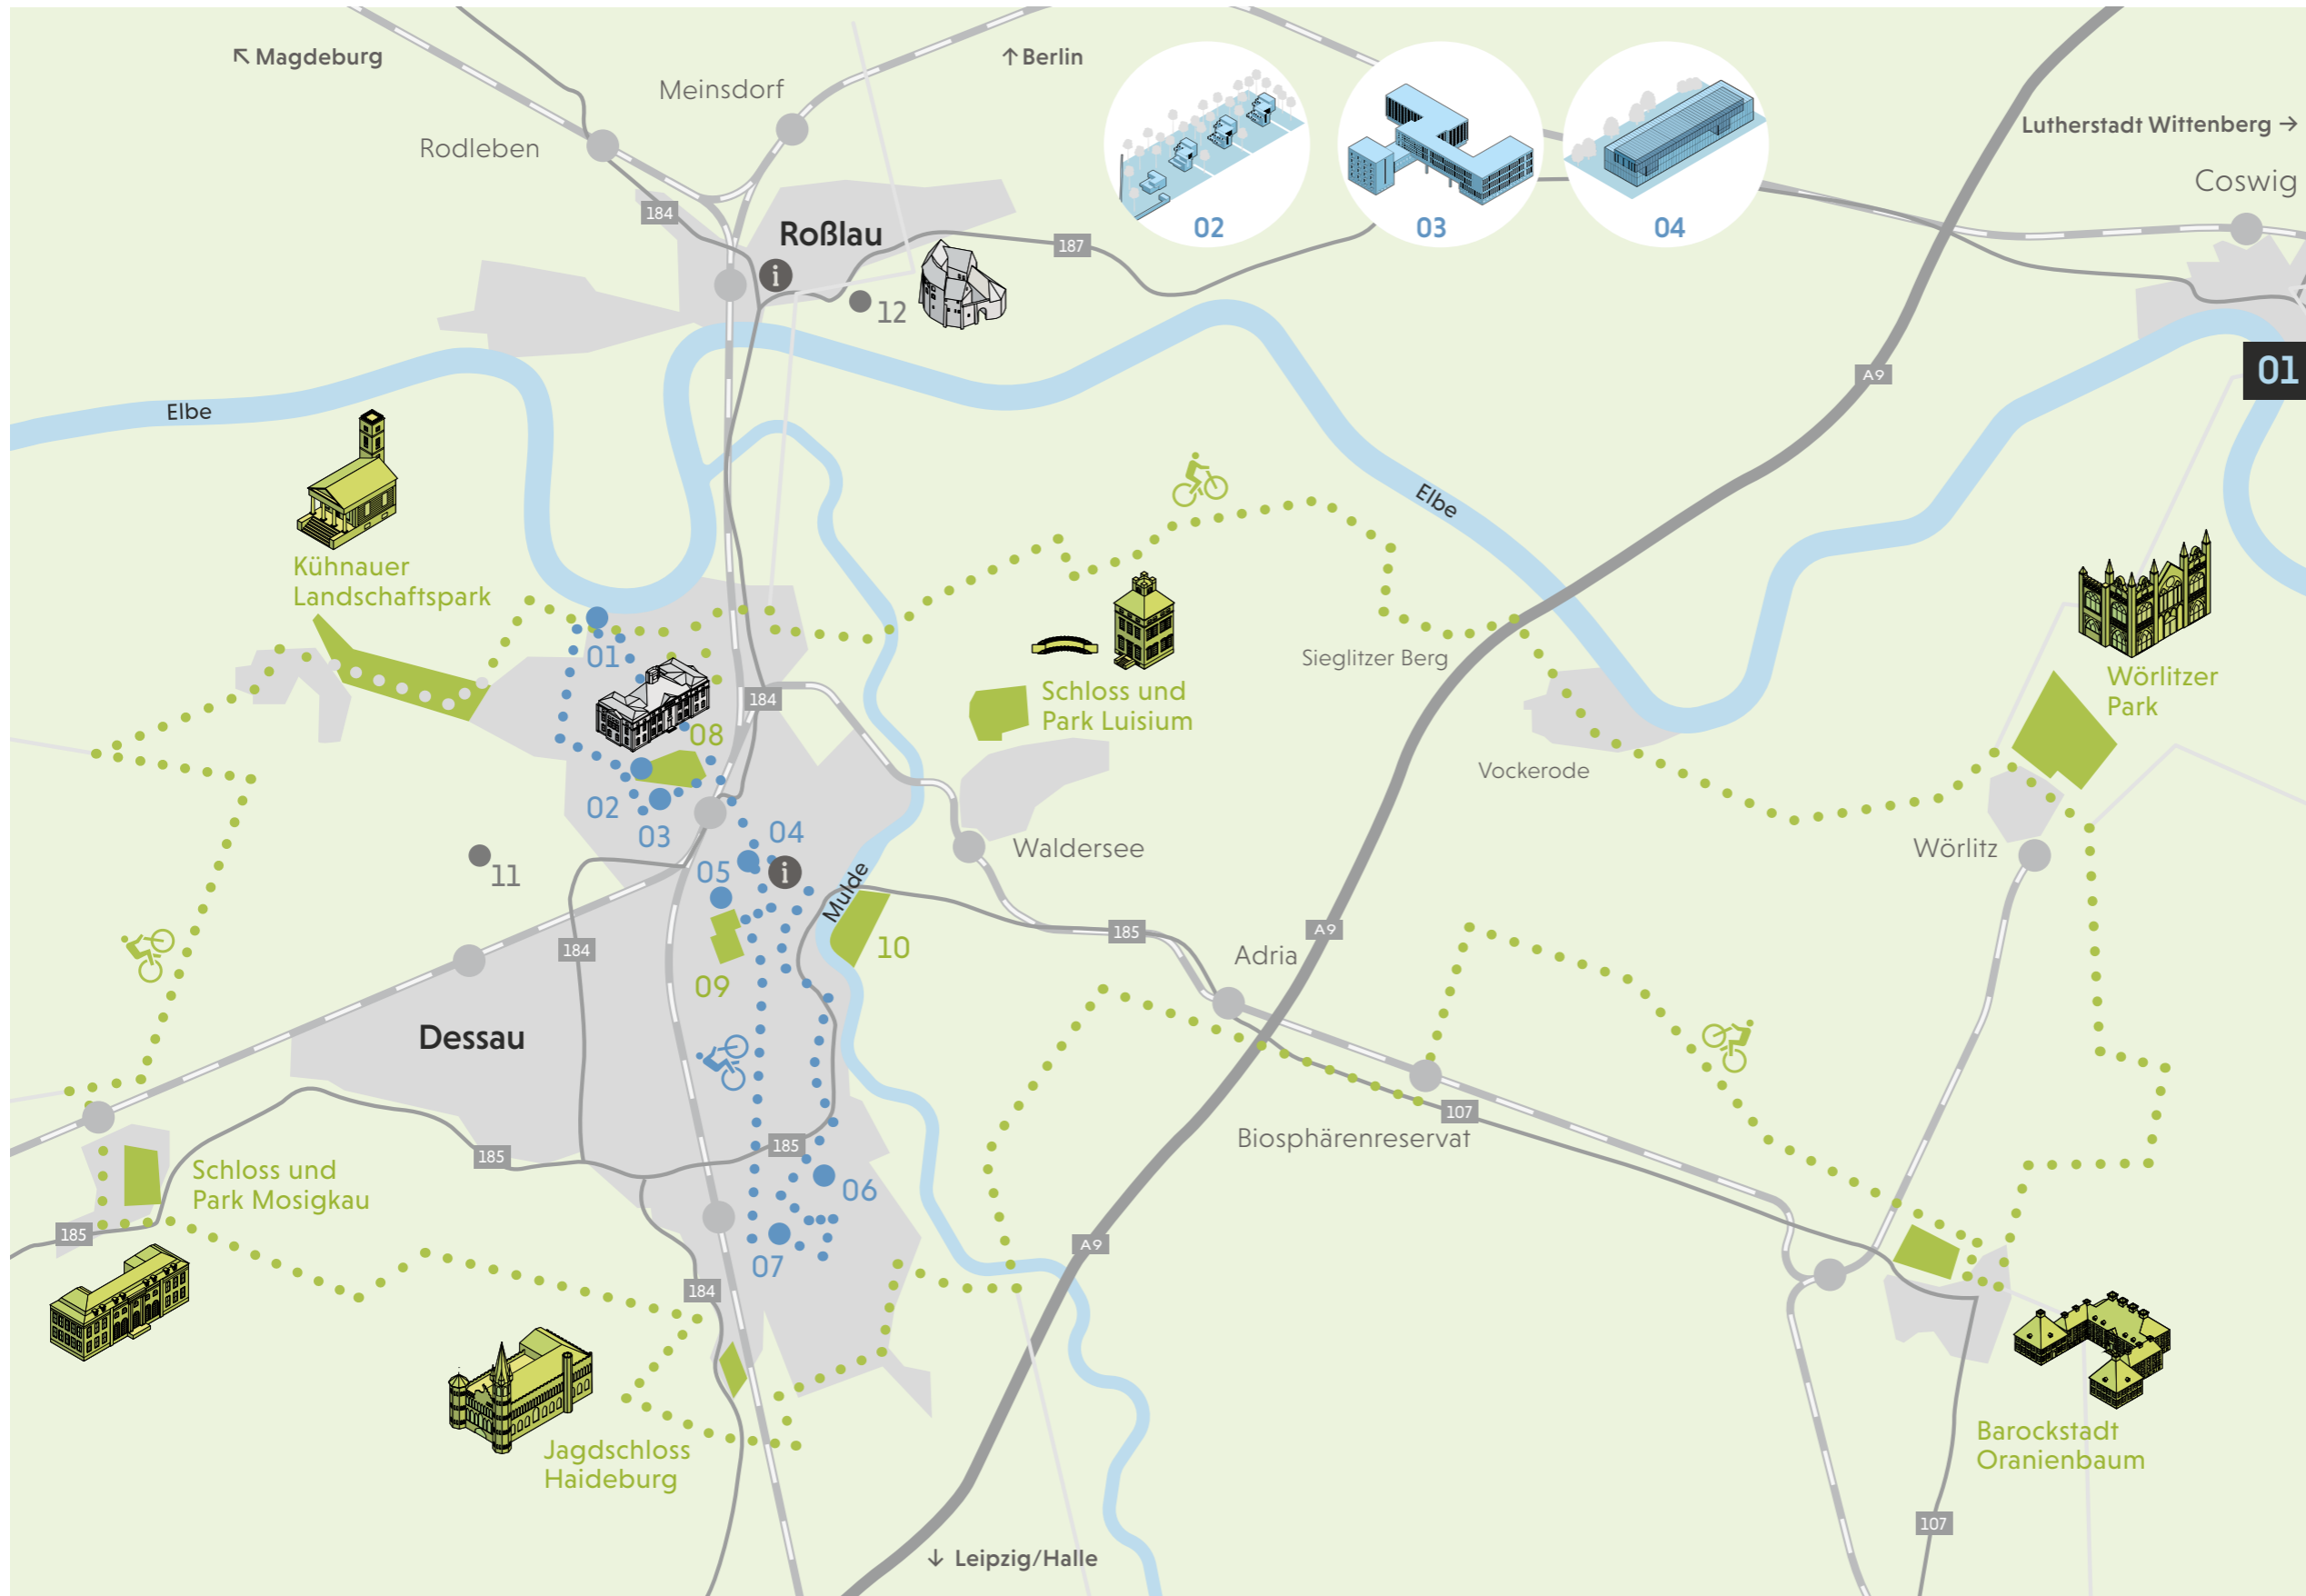 Magdeburg
Berlin
Meinsdorf
Rodleben
Lutherstadt Wittenberg
Coswig
02
03
04
184
Roßlau
187
i
12
01
A9
Elbe
Elbe
Kühnauer
Landschaftspark
01
Sieglitzer Berg
Schloss und
Park Luisium
Wörlitzer
Park
184
08
Vockerode
02
03
04
05
i
Waldersee
Wörlitz
11
Mulde
184
09
10
185
A9
Adria
Dessau
107
Biosphärenreservat
185
185
Schloss und
Park Mosigkau
06
185
07
A9
184
Jagdschloss
Haideburg
Barockstadt
Oranienbaum
107
Leipzig/Halle